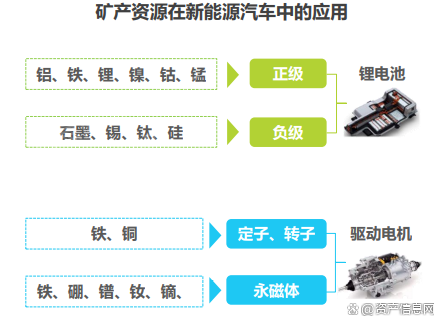 矿产资源在新能源汽车中的应用
铝、铁、锂、镍、钴、锰
正级
锂电池
石墨、锡、钛、硅
负级
铁、铜
定子、转子
驱动电机
铁、硼、镨、钕、镝、
永磁体
资产信息网